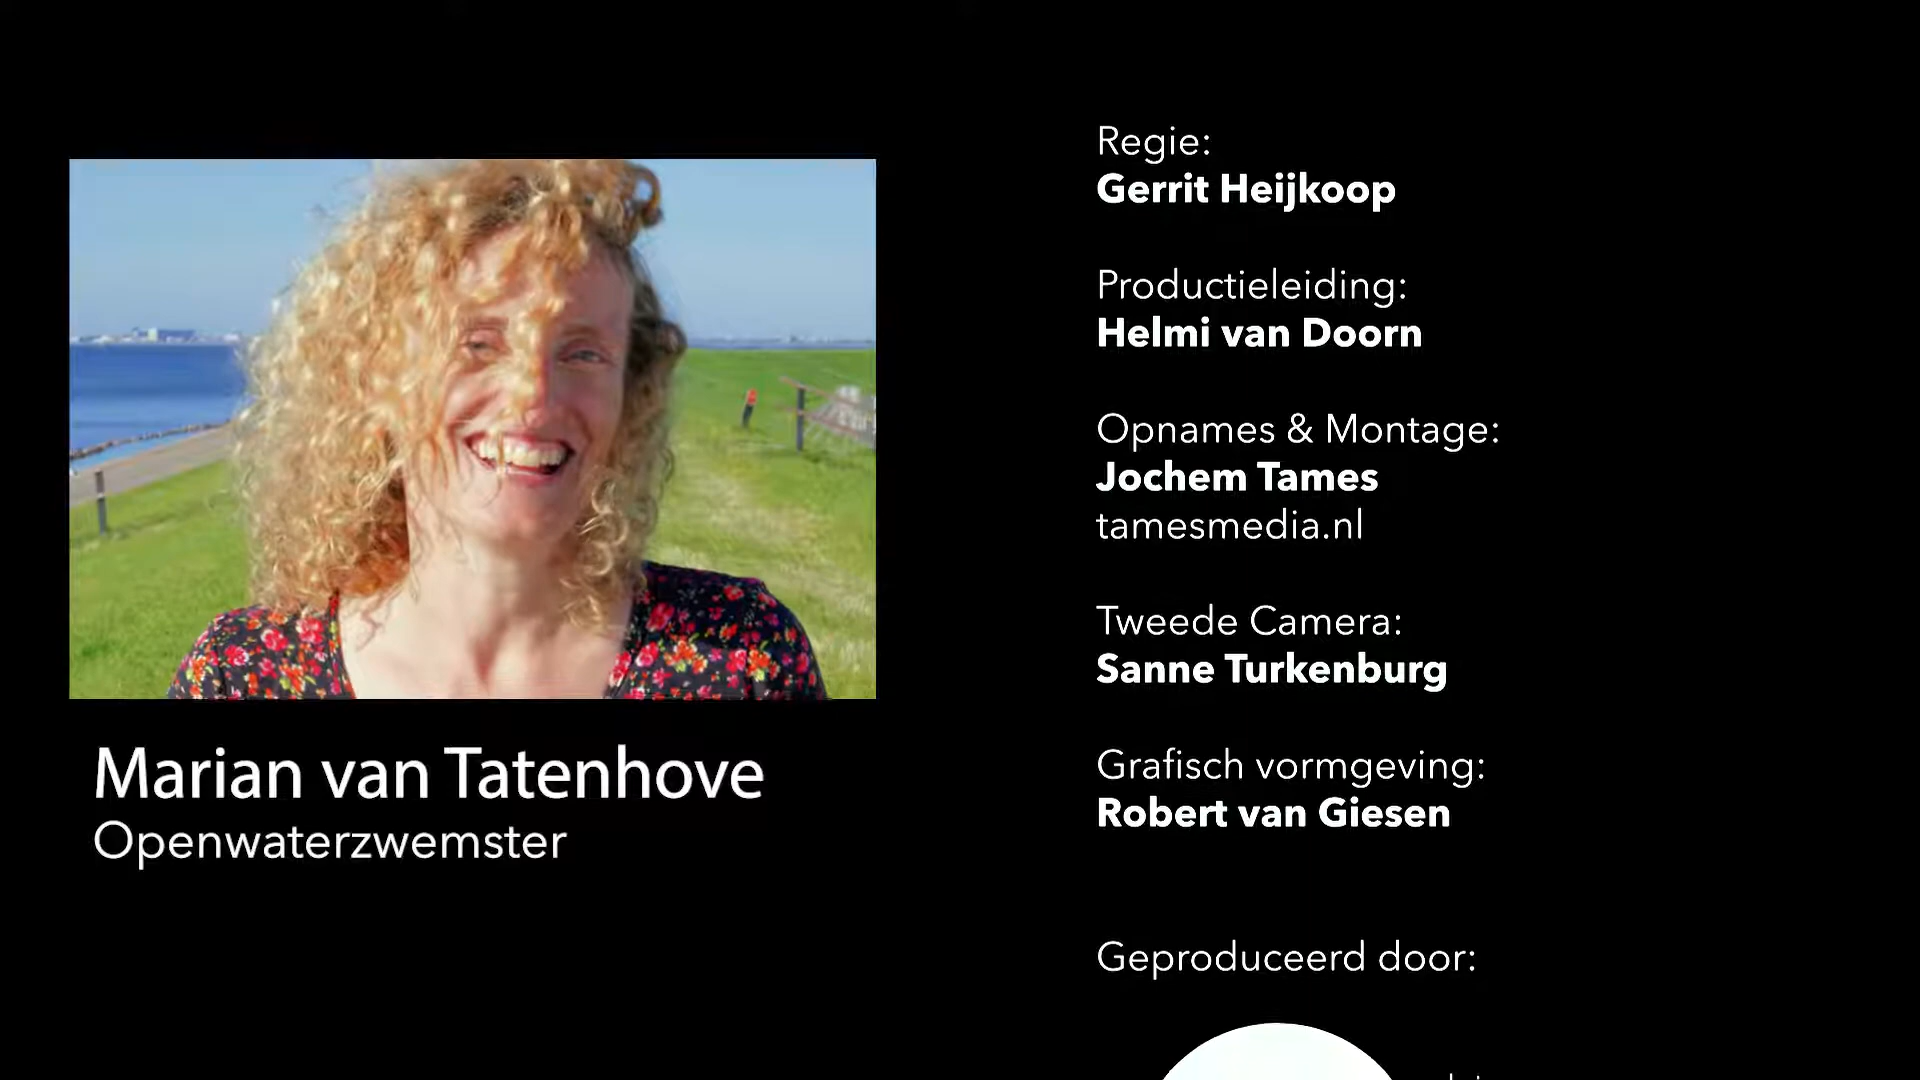 Marian van Tatenhove
Openwaterzwemster
Regie:
Gerrit Heijkoop
Productieleiding:
Helmi van Doorn
Opnames & Montage:
Jochem Tames
tamesmedia.nl
Tweede Camera:
Sanne Turkenburg
Grafisch vormgeving:
Robert van Giesen
Geproduceerd door: